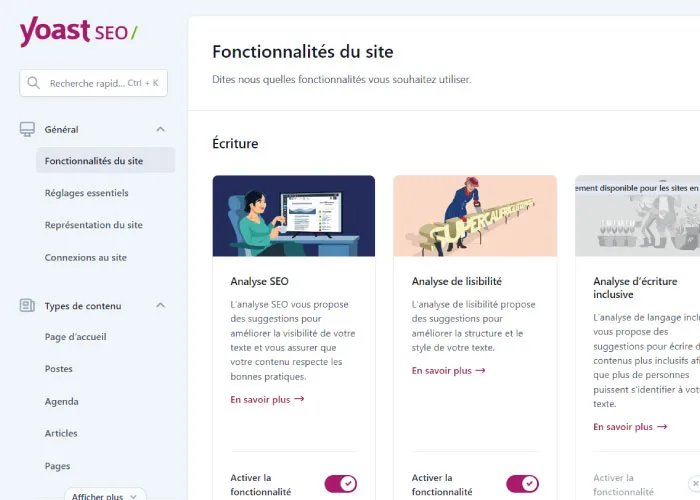 yoast SEO/
Recherche rapid... Ctrl + K
Général
Fonctionnalités du site
Réglages essentiels
Représentation du site
Connexions au site
Types de contenu
Page d'accueil
Postes
Agenda
Articles
Pages
Afficher plus
Fonctionnalités du site
Dites nous quelles fonctionnalités vous souhaitez utiliser.
Écriture
Analyse SEO
L'analyse SEO vous propose
des suggestions pour
améliorer la visibilité de votre
texte et vous assurer que
votre contenu respecte les
bonnes pratiques.
En savoir plus →
Activer la
fonctionnalité
SUPERCALIFRAGILI
Analyse de lisibilité
L'analyse de lisibilité propose
des suggestions pour
améliorer la structure et le
style de votre texte.
En savoir plus →
Activer la
fonctionnalité
ement disponible pour les sites en
Analyse d'écriture
inclusive
L'analyse de langage inclu
vous propose des
suggestions pour écrire d
contenus plus inclusifs afi
que plus de personnes
puissent s'identifier à vot
texte.
En savoir plus →
Activer la
fonctionnalité